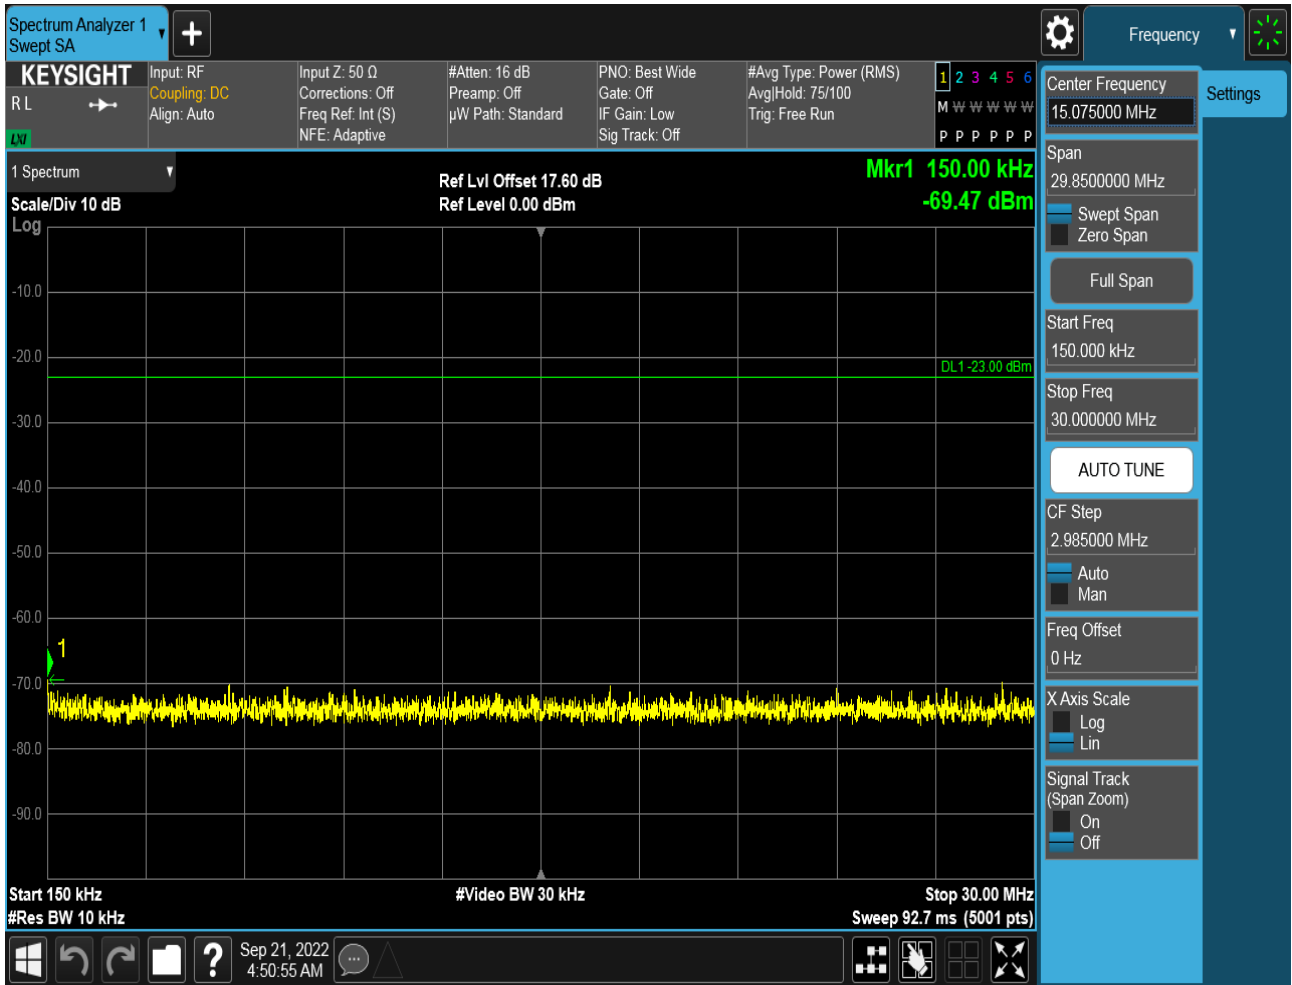 Spectrum Analyzer 1
Swept SA
Frequency
KEYSIGHT
R L
LXI
Input: RF
Coupling: DC
Align: Auto
Input Z: 50 Ω
Corrections: Off
Freq Ref: Int (S)
NFE: Adaptive
#Atten: 16 dB
Preamp: Off
µW Path: Standard
PNO: Best Wide
Gate: Off
IF Gain: Low
Sig Track: Off
#Avg Type: Power (RMS)
Avg|Hold: 75/100
Trig: Free Run
1 2 3 4 5 6
M W W W W W
P P P P P P
1 Spectrum
Scale/Div 10 dB
Log
Ref Lvl Offset 17.60 dB
Ref Level 0.00 dBm
Mkr1 150.00 kHz
-69.47 dBm
-10.0
-20.0
DL1 -23.00 dBm
-30.0
-40.0
-50.0
-60.0
1
-70.0
-80.0
-90.0
Start 150 kHz
#Res BW 10 kHz
#Video BW 30 kHz
Stop 30.00 MHz
Sweep 92.7 ms (5001 pts)
Center Frequency
15.075000 MHz
Settings
Span
29.8500000 MHz
Swept Span
Zero Span
Full Span
Start Freq
150.000 kHz
Stop Freq
30.000000 MHz
AUTO TUNE
CF Step
2.985000 MHz
Auto
Man
Freq Offset
0 Hz
X Axis Scale
Log
Lin
Signal Track
(Span Zoom)
On
Off
?
Sep 21, 2022
4:50:55 AM